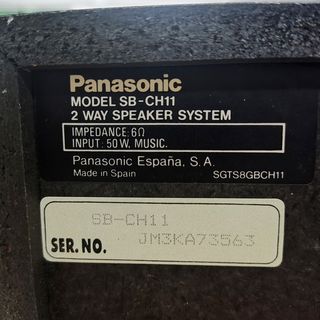 Panasonic
MODEL SB-CH11
2 WAY SPEAKER SYSTEM
IMPEDANCE: 6Ω
INPUT: 50 W. MUSIC.
Panasonic España, S. A.
Made in Spain SGTS8GBCH11
SB-CH11
SER.NO. JM3KA73563